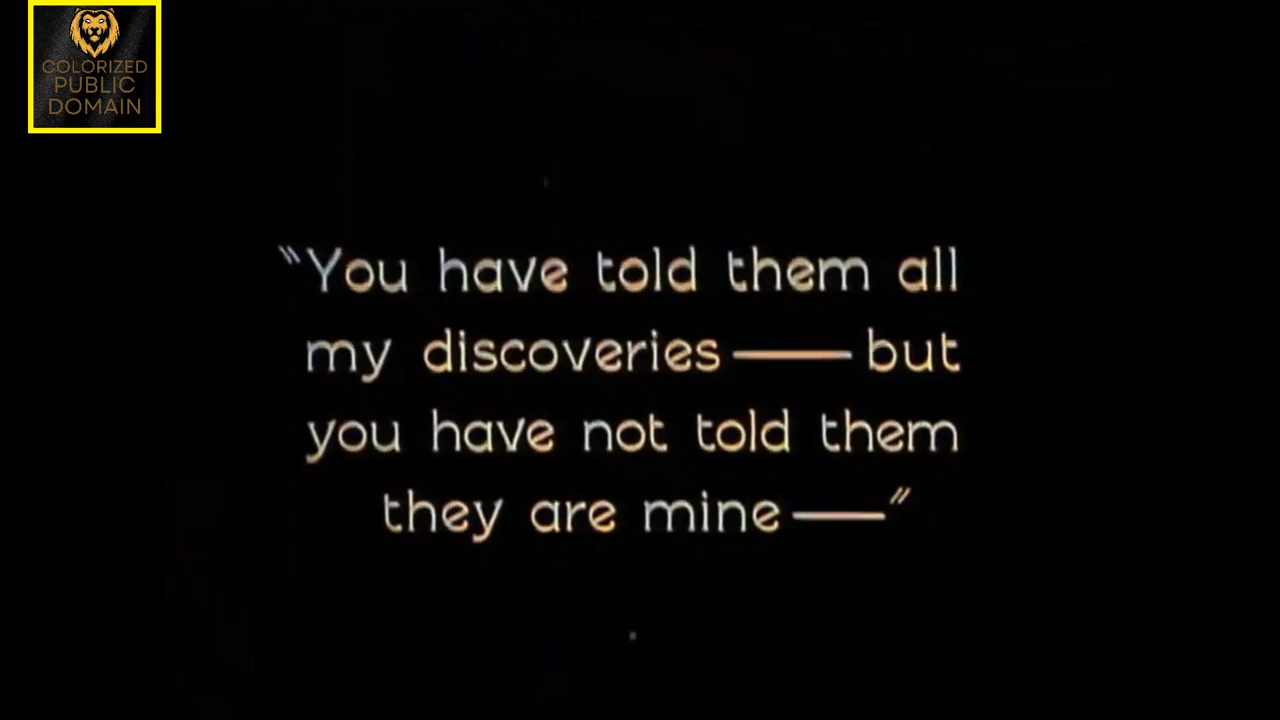 COLORIZED
PUBLIC
DOMAIN
"You have told them all
my discoveries — but
you have not told them
they are mine —"